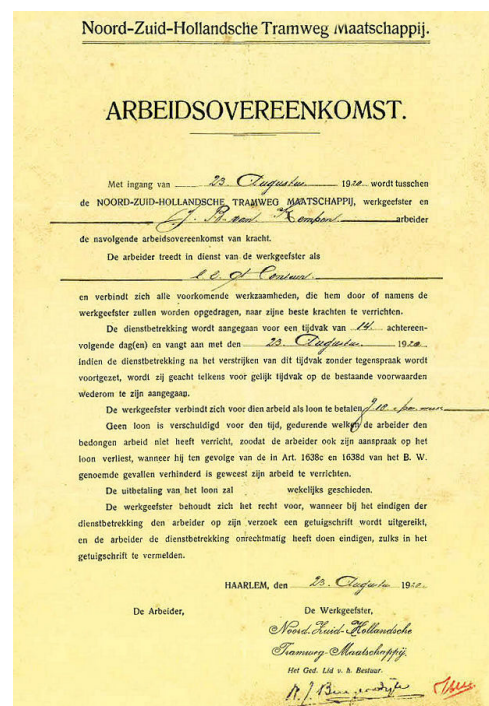 Noord-Zuid-Hollandsche Tramweg Maatschappij.
ARBEIDSOVEREENKOMST.
Met ingang van 23 Augustus 1920 wordt tusschen
de NOORD-ZUID-HOLLANDSCHE TRAMWEG MAATSCHAPPIJ, werkgeefster en
J. van Kempen arbeider
de navolgende arbeidsovereenkomst van kracht.
De arbeider treedt in dienst van de werkgeefster als
en verbindt zich alle voorkomende werkzaamheden, die hem door of namens de
werkgeefster zullen worden opgedragen, naar zijne beste krachten te verrichten.
De dienstbetrekking wordt aangegaan voor een tijdvak van 14 achtereen-
volgende dag(en) en vangt aan met den 23 Augustus 1920
indien de dienstbetrekking na het verstrijken van dit tijdvak zonder tegenspraak wordt
voortgezet, wordt zij geacht telkens voor gelijk tijdvak op de bestaande voorwaarden
wederom te zijn aangegaan.
De werkgeefster verbindt zich voor dien arbeid als loon te betalen
Geen loon is verschuldigd voor den tijd, gedurende welken de arbeider den
bedongen arbeid niet heeft verricht, zoodat de arbeider ook zijn aanspraak op het
loon verliest, wanneer hij ten gevolge van de in Art. 1638c en 1638d van het B. W.
genoemde gevallen verhinderd is geweest zijn arbeid te verrichten.
De uitbetaling van het loon zal wekelijks geschieden.
De werkgeefster behoudt zich het recht voor, wanneer bij het eindigen der
dienstbetrekking den arbeider op zijn verzoek een getuigschrift wordt uitgereikt,
en de arbeider de dienstbetrekking onrechtmatig heeft doen eindigen, zulks in het
getuigschrift te vermelden.
HAARLEM, den 23 Augustus 1920
De Arbeider, De Werkgeefster,
Noord-Zuid-Hollandsche
Tramweg-Maatschappij.
Het Ged. Lid v. h. Bestuur.